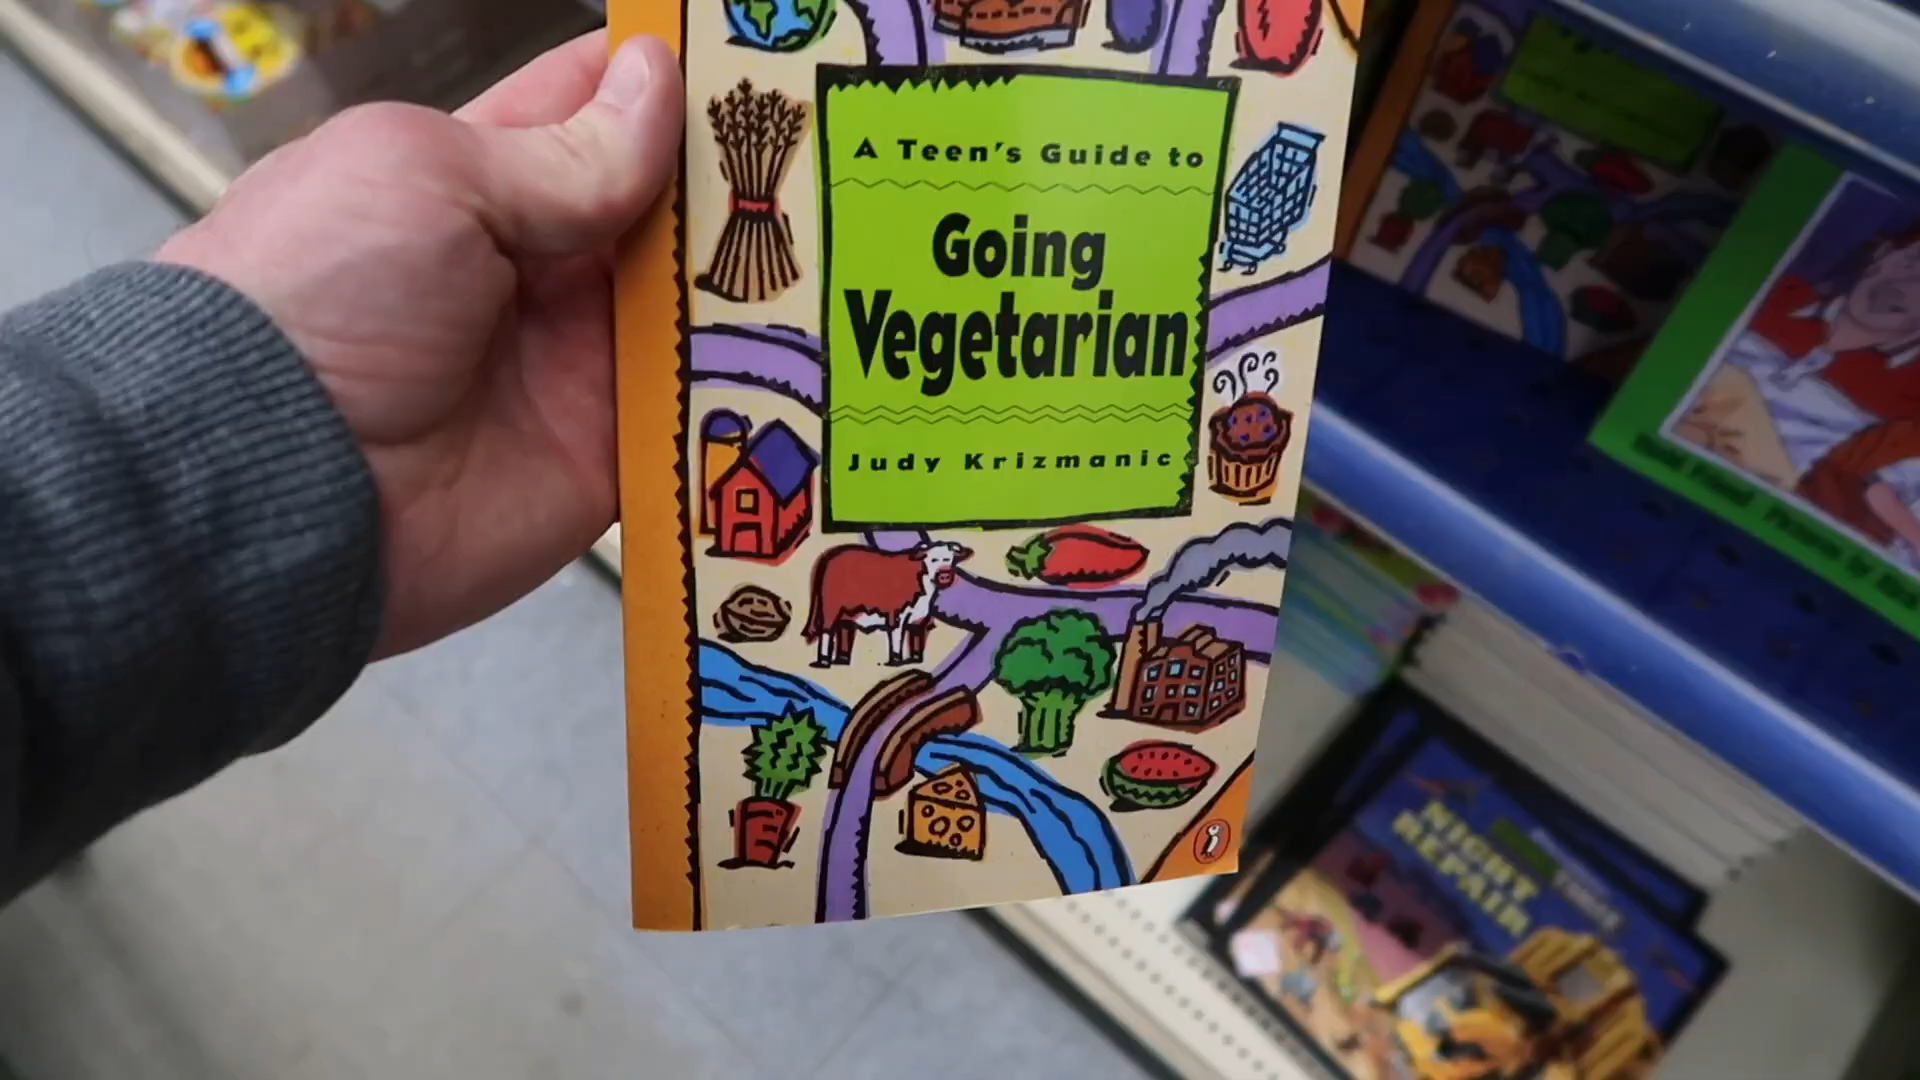 A Teen's Guide to
Going
Vegetarian
Judy Krizmanic
NIGHT
REPAIR